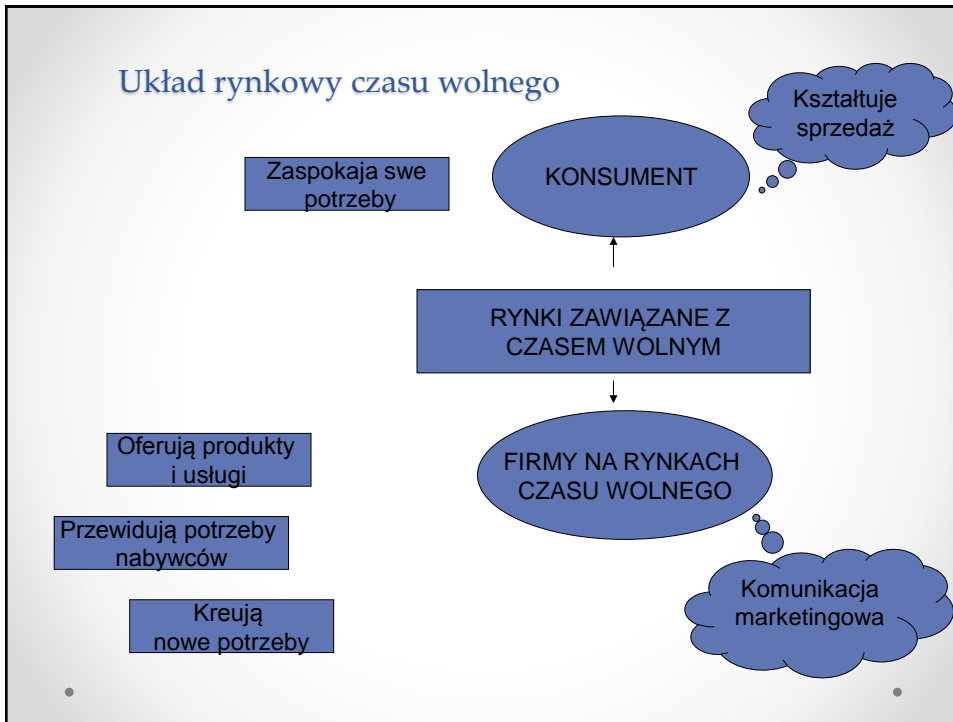 Układ rynkowy czasu wolnego
Kształtuje
sprzedaż
Zaspokaja swe
potrzeby
KONSUMENT
RYNKI ZAWIĄZANE Z
CZASEM WOLNYM
Oferują produkty
i usługi
FIRMY NA RYNKACH
CZASU WOLNEGO
Przewidują potrzeby
nabywców
Kreują
nowe potrzeby
Komunikacja
marketingowa